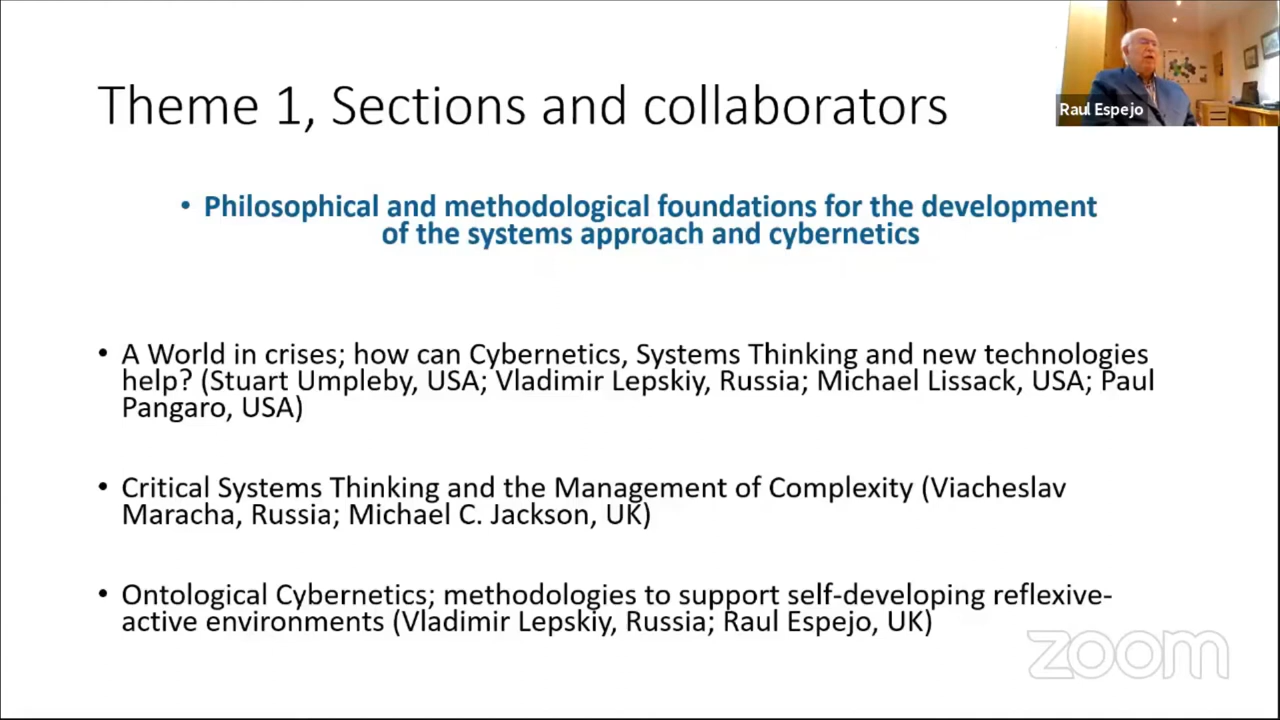 Theme 1, Sections and collaborators
Raul Espejo
• Philosophical and methodological foundations for the development
of the systems approach and cybernetics
• A World in crises; how can Cybernetics, Systems Thinking and new technologies
help? (Stuart Umpleby, USA; Vladimir Lepskiy, Russia; Michael Lissack, USA; Paul
Pangaro, USA)
• Critical Systems Thinking and the Management of Complexity (Viacheslav
Maracha, Russia; Michael C. Jackson, UK)
• Ontological Cybernetics; methodologies to support self-developing reflexive-
active environments (Vladimir Lepskiy, Russia; Raul Espejo, UK)
zoom